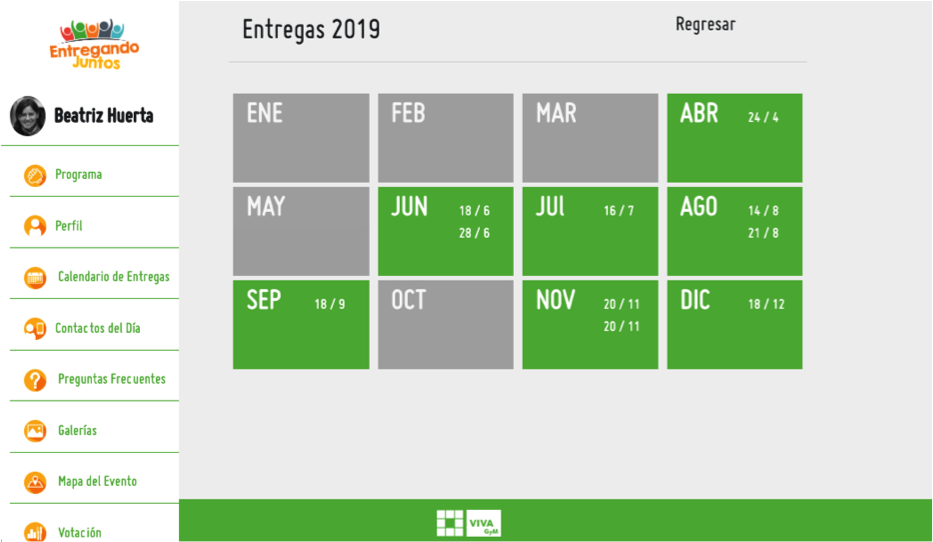 Entregando
Juntos
Beatriz Huerta
Programa
Perfil
Calendario de Entregas
Contactos del Día
Preguntas Frecuentes
Galerías
Mapa del Evento
Votación
Entregas 2019
Regresar
ENE
FEB
MAR
ABR 24 / 4
MAY
JUN 18 / 6
28 / 6
JUl 16 / 7
AGO 14 / 8
21 / 8
SEP 18 / 9
OCT
NOV 20 / 11
20 / 11
DIC 18 / 12
VIVA
GyM